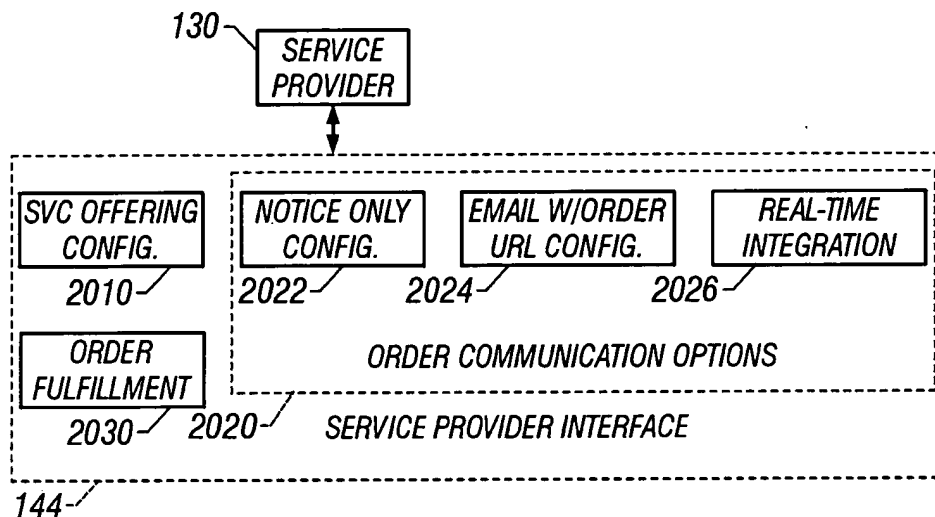 130
SERVICE
PROVIDER
SVC OFFERING
CONFIG.
2010
NOTICE ONLY
CONFIG.
2022
EMAIL W/ORDER
URL CONFIG.
2024
REAL-TIME
INTEGRATION
2026
ORDER
FULFILLMENT
2030
ORDER COMMUNICATION OPTIONS
2020
SERVICE PROVIDER INTERFACE
144